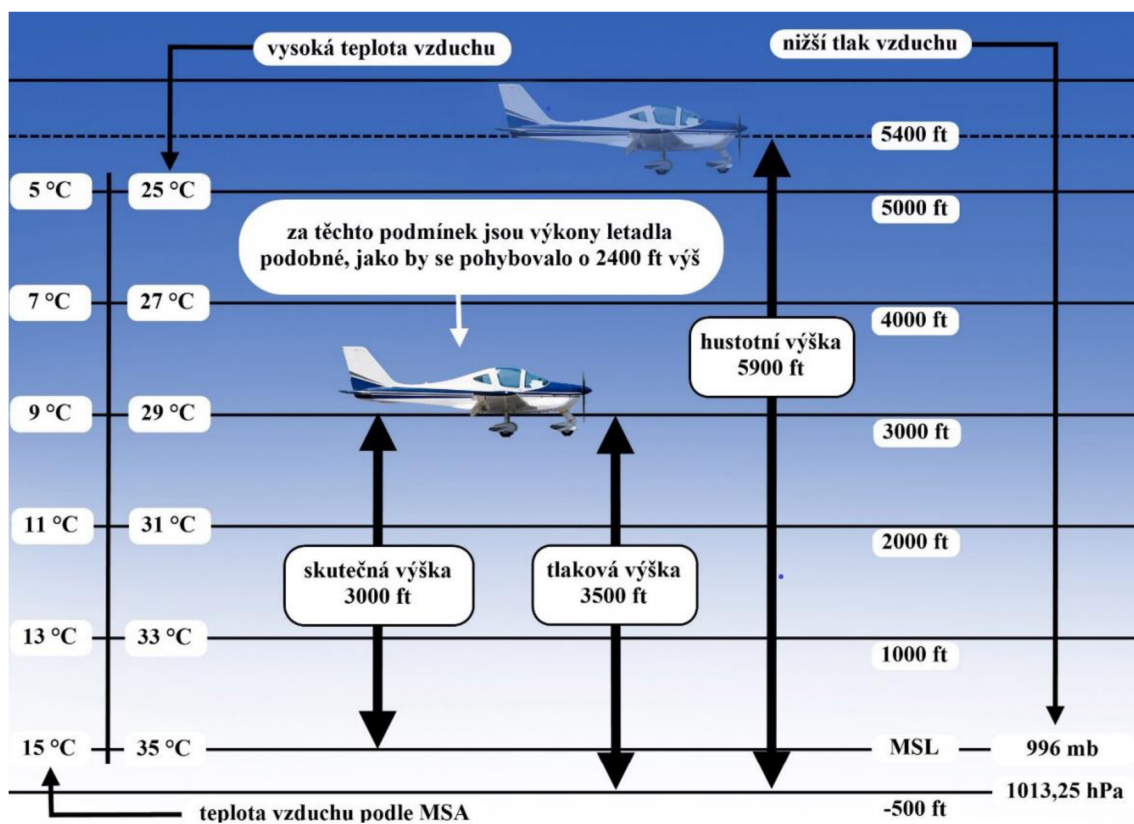 vysoká teplota vzduchu
nižší tlak vzduchu
5400 ft
5 °C
25 °C
5000 ft
za těchto podmínek jsou výkony letadla
podobné, jako by se pohybovalo o 2400 ft výš
7 °C
27 °C
4000 ft
hustotní výška
5900 ft
9 °C
29 °C
3000 ft
11 °C
31 °C
2000 ft
skutečná výška
3000 ft
tlaková výška
3500 ft
13 °C
33 °C
1000 ft
15 °C
35 °C
MSL
996 mb
1013,25 hPa
-500 ft
teplota vzduchu podle MSA